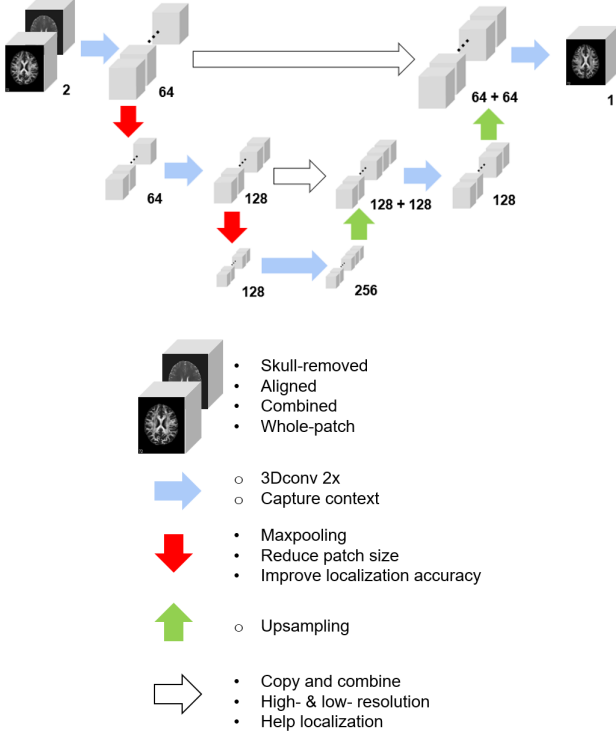 2
64
64 + 64
1
64
128
128 + 128
128
128
256
• Skull-removed
• Aligned
• Combined
• Whole-patch
o 3Dconv 2x
o Capture context
• Maxpooling
• Reduce patch size
• Improve localization accuracy
o Upsampling
• Copy and combine
• High- & low- resolution
• Help localization